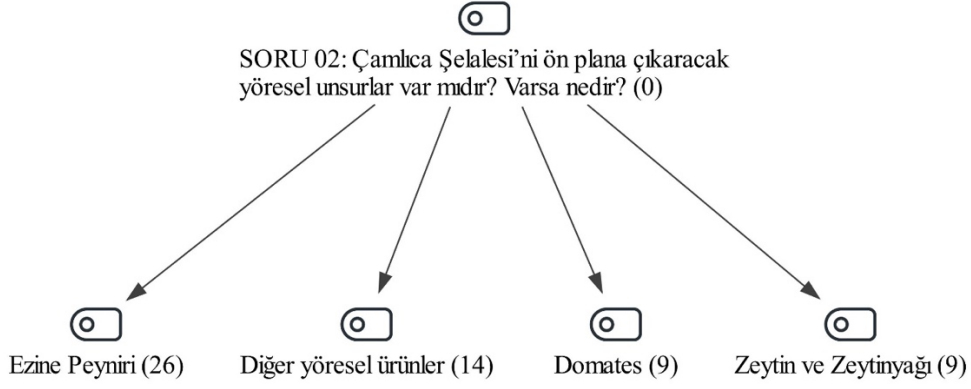 SORU 02: Çamlıca Şelalesi’ni ön plana çıkaracak
yöresel unsurlar var mıdır? Varsa nedir? (0)
Ezine Peyniri (26)
Diğer yöresel ürünler (14)
Domates (9)
Zeytin ve Zeytinyağı (9)